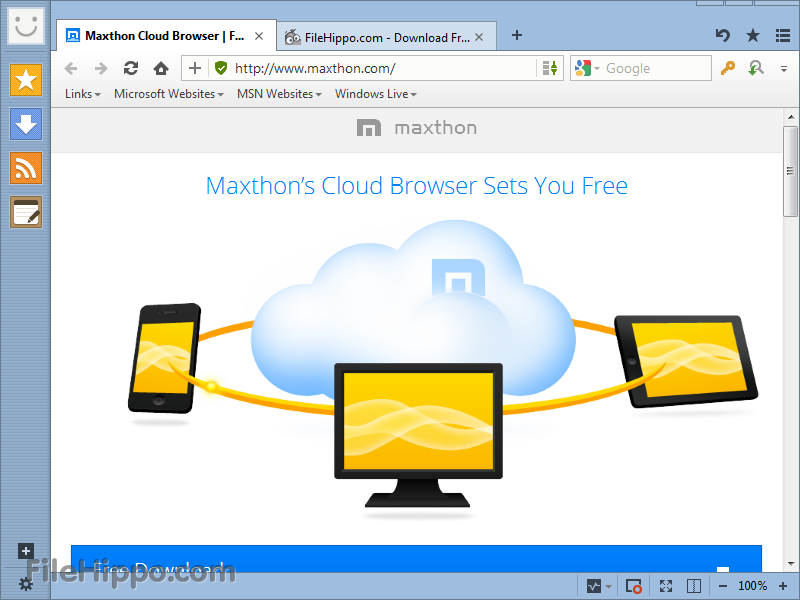 Maxthon Cloud Browser | F...
FileHippo.com - Download Fr...
http://www.maxthon.com/
Google
Links
Microsoft Websites
MSN Websites
Windows Live
maxthon
Maxthon's Cloud Browser Sets You Free
Free Download
FileHippo.com
100%